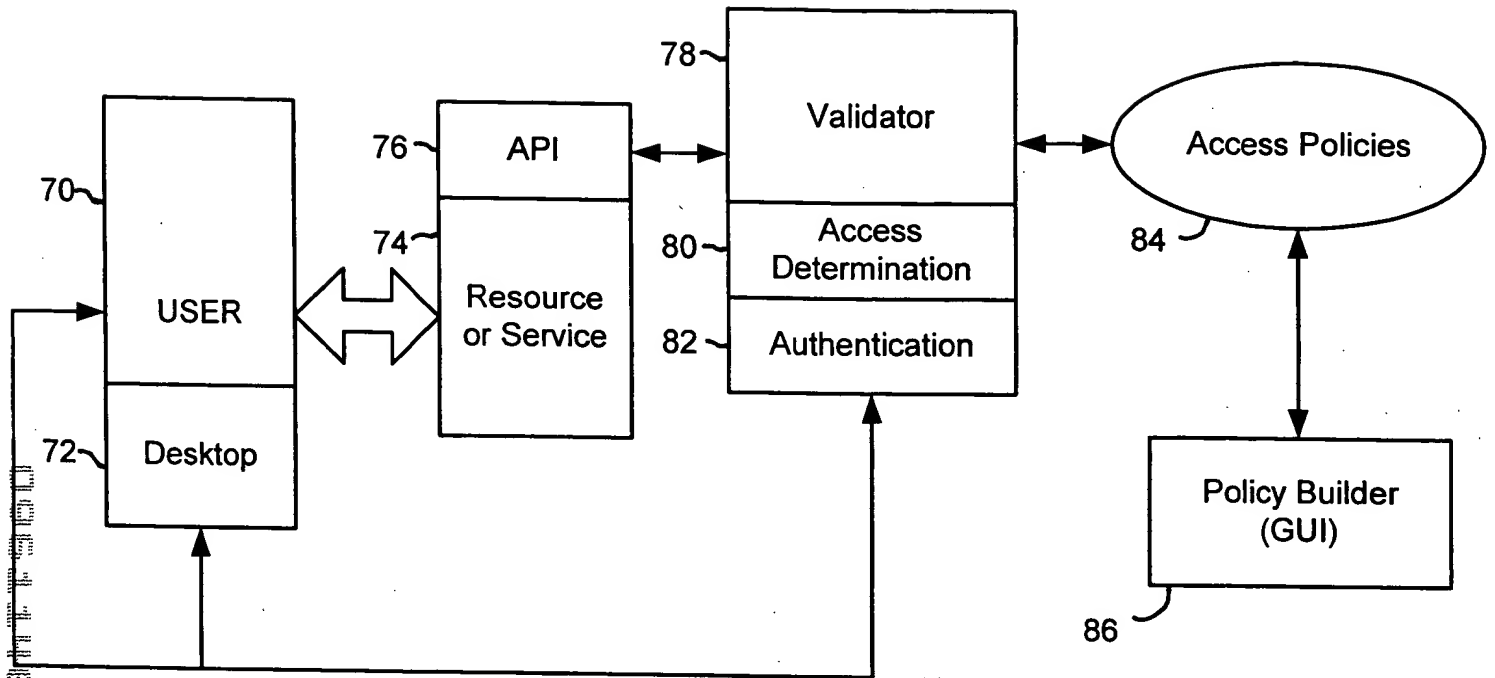 78
Validator
Access Policies
76
API
70
74
80
Access
Determination
84
USER
Resource
or Service
82
Authentication
72
Desktop
Policy Builder
(GUI)
86